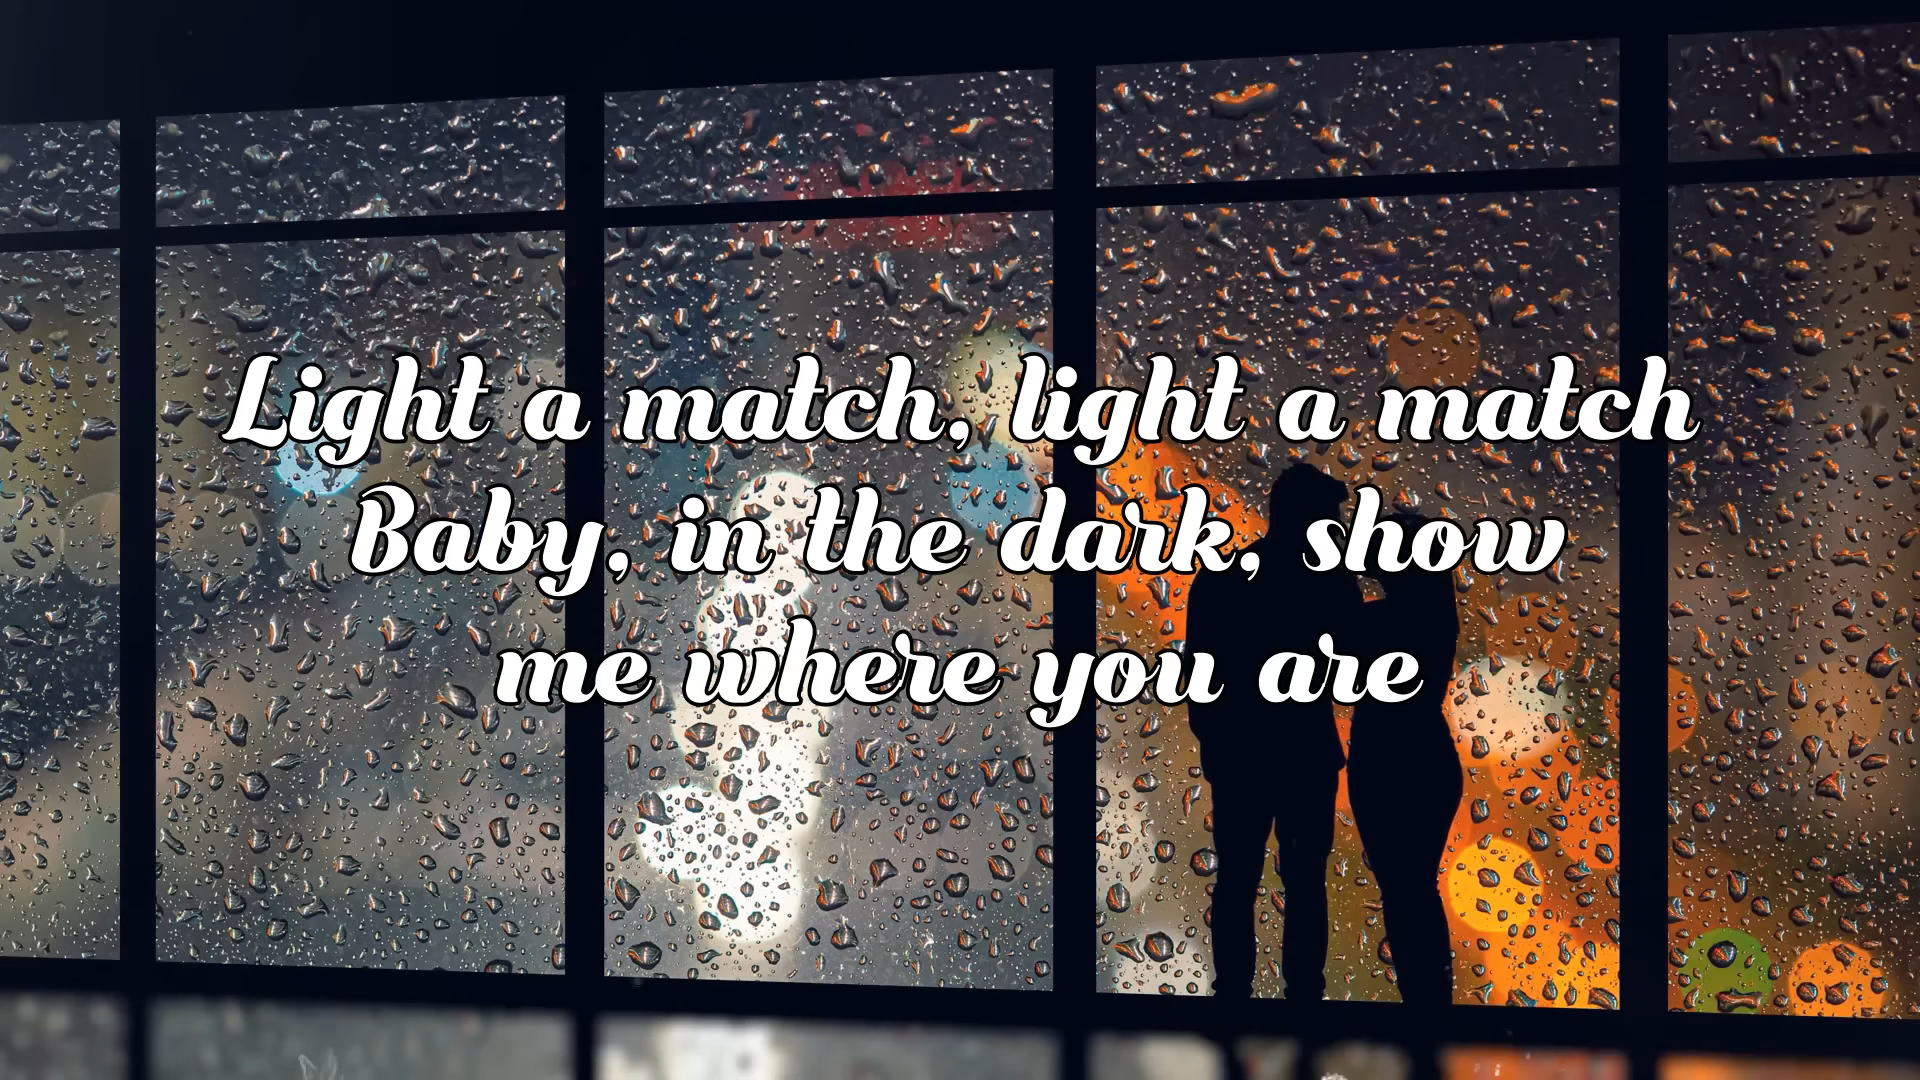 Light a match, light a match
Baby, in the dark, show
me where you are